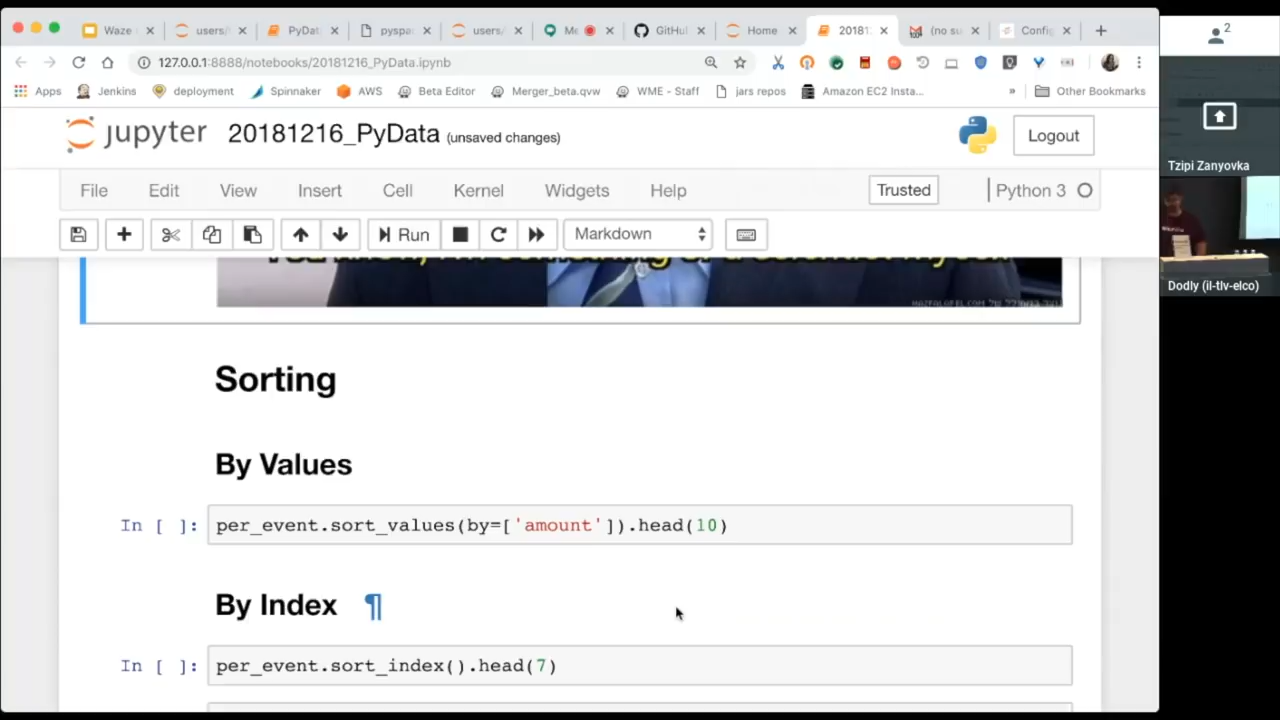 Waze
users/
PyDat
pyspa
users/
Me
GitHu
Home
20181
(no su
Config
127.0.0.1:8888/notebooks/20181216_PyData.ipynb
Apps Jenkins deployment Spinnaker AWS Beta Editor Merger_beta.qvw WME - Staff jars repos Amazon EC2 Insta... » Other Bookmarks
jupyter 20181216_PyData (unsaved changes) Logout
File Edit View Insert Cell Kernel Widgets Help Trusted Python 3
Run Markdown
Sorting
By Values
In [ ]: per_event.sort_values(by=['amount']).head(10)
By Index ¶
In [ ]: per_event.sort_index().head(7)
2
Tzipi Zanyovka
Dodly (il-tlv-elco)